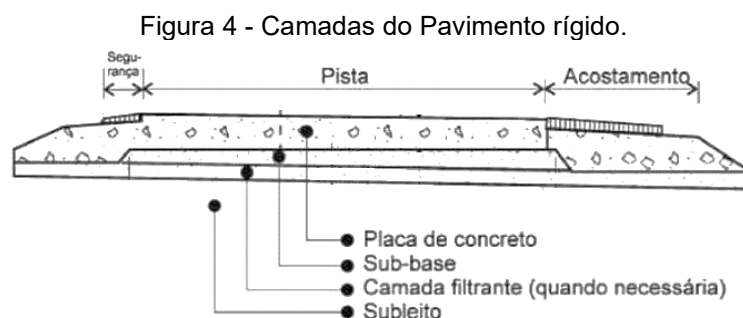 Figura 4 - Camadas do Pavimento rígido.
Segu-
rança
Pista
Acostamento
Placa de concreto
Sub-base
Camada filtrante (quando necessária)
Subleito